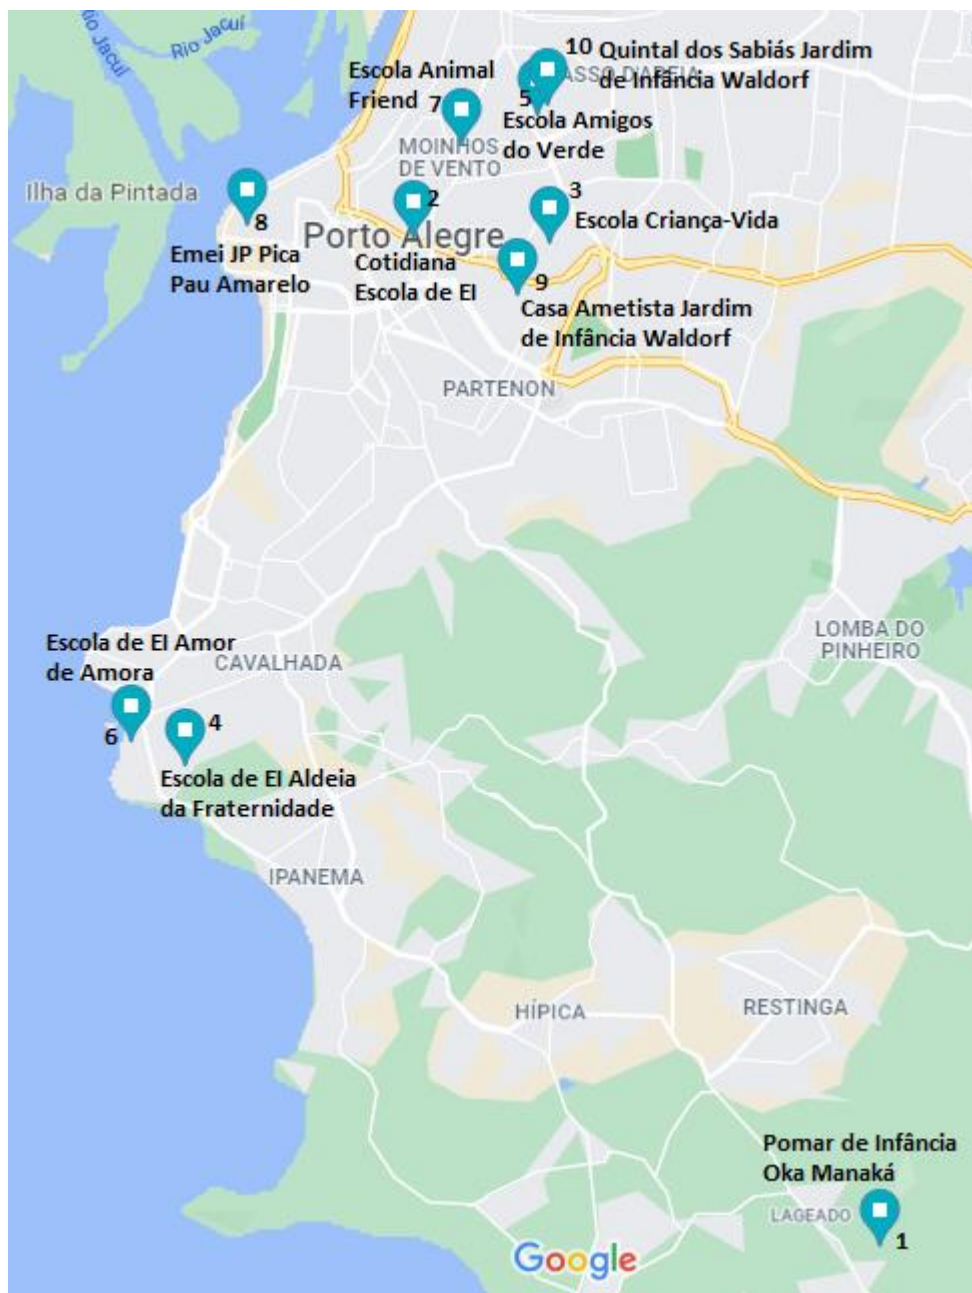 Rio Jacuí
Rio Jacuí
10 Quintal dos Sabiás Jardim
de Infância Waldorf
Escola Animal
Friend 7
5
Escola Amigos
do Verde
MOINHOS
DE VENTO
Ilha da Pintada
8
2
3
Escola Criança-Vida
Porto Alegre
Emei JP Pica
Pau Amarelo
Cotidiana
Escola de EI
9
Casa Ametista Jardim
de Infância Waldorf
PARTENON
LOMBA DO
PINHEIRO
Escola de EI Amor
de Amora
CAVALHADA
6
4
Escola de EI Aldeia
da Fraternidade
IPANEMA
HÍPICA
RESTINGA
Pomar de Infância
Oka Manaká
LAGEADO
1
Google